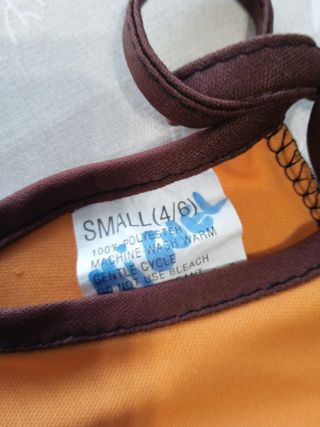 SMALL (4/6)
100% POLYESTER
MACHINE WASH WARM
GENTLE CYCLE
DO NOT USE BLEACH